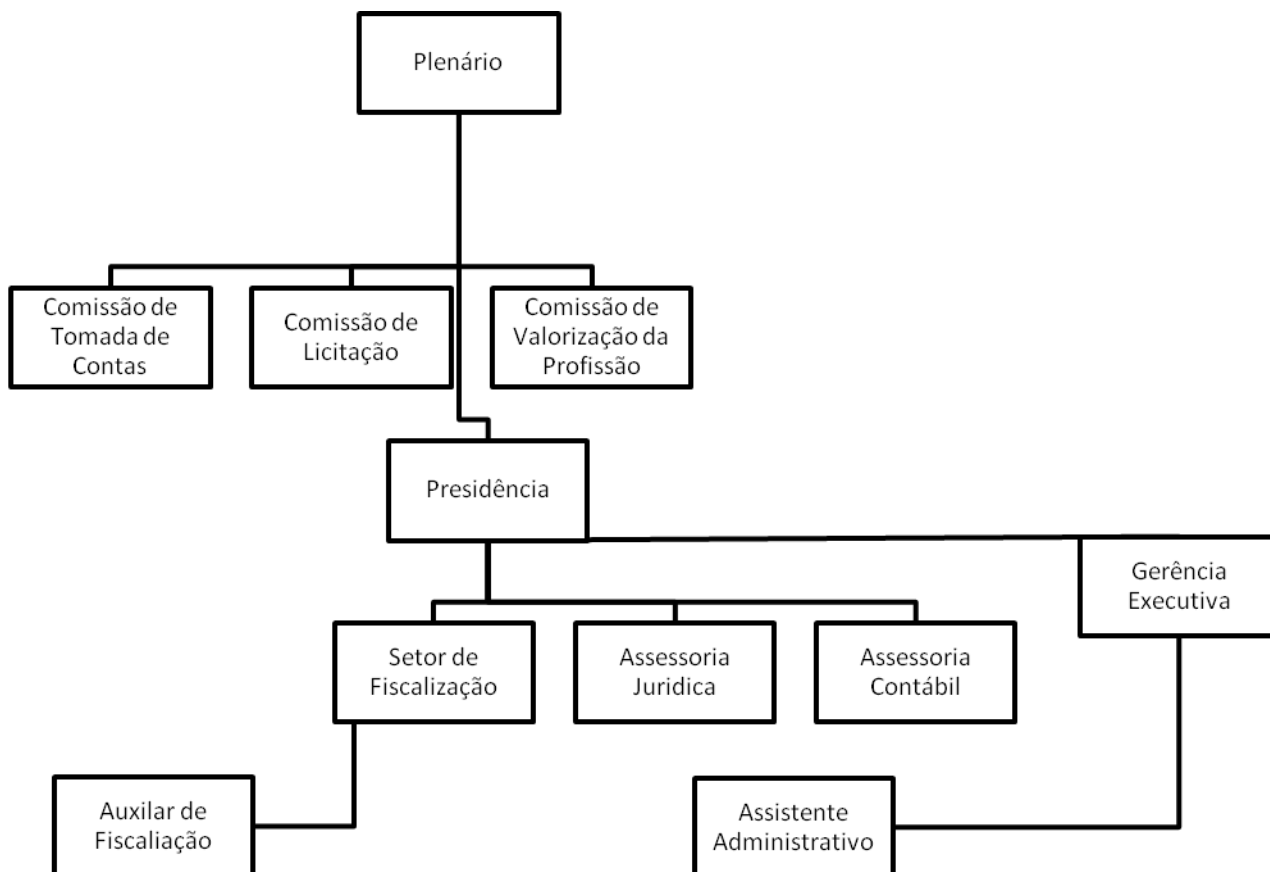 Plenário
Comissão de
Tomada de
Contas
Comissão de
Licitação
Comissão de
Valorização da
Profissão
Presidência
Gerência
Executiva
Setor de
Fiscalização
Assessoria
Juridica
Assessoria
Contábil
Auxilar de
Fiscaliação
Assistente
Administrativo